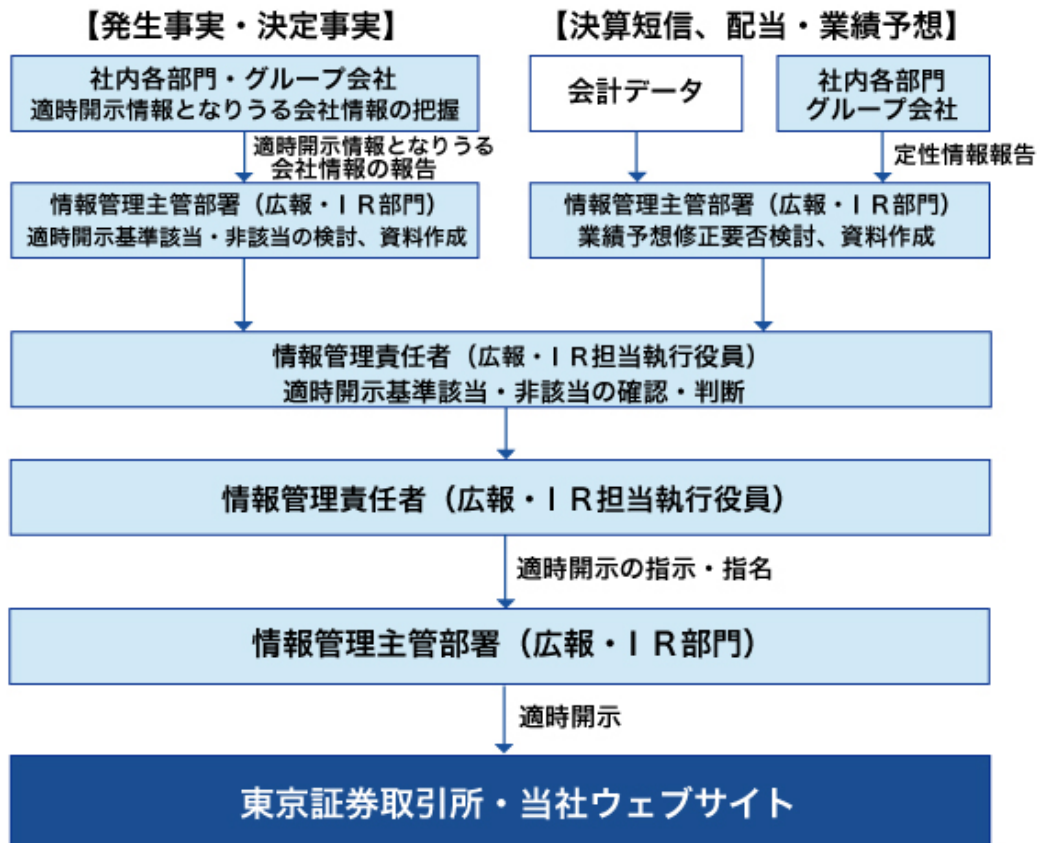 【発生事実・決定事実】
社内各部門・グループ会社
適時開示情報となりうる会社情報の把握
適時開示情報となりうる
会社情報の報告
情報管理主管部署（広報・ＩＲ部門）
適時開示基準該当・非該当の検討、資料作成
【決算短信、配当・業績予想】
会計データ
社内各部門
グループ会社
定性情報報告
情報管理主管部署（広報・ＩＲ部門）
業績予想修正要否検討、資料作成
情報管理責任者（広報・ＩＲ担当執行役員）
適時開示基準該当・非該当の確認・判断
情報管理責任者（広報・ＩＲ担当執行役員）
適時開示の指示・指名
情報管理主管部署（広報・ＩＲ部門）
適時開示
東京証券取引所・当社ウェブサイト